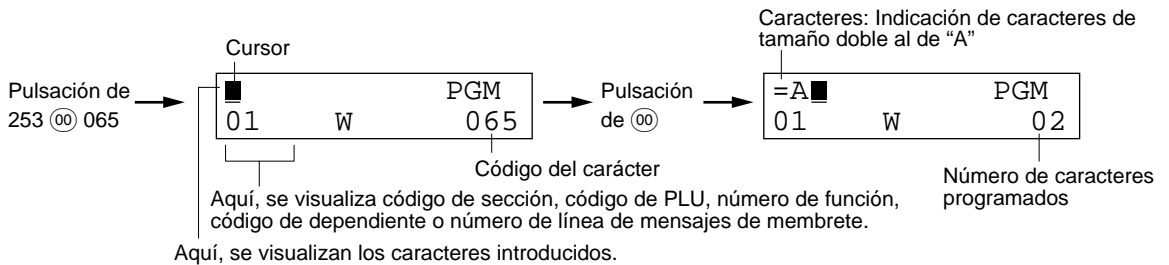 Caracteres: Indicación de caracteres de
tamaño doble al de “A”
Cursor
Pulsación de
253 00 065
PGM
01 W 065
Pulsación
de 00
=A PGM
01 W 02
Código del carácter
Número de caracteres
programados
Aquí, se visualiza código de sección, código de PLU, número de función,
código de dependiente o número de línea de mensajes de membrete.
Aquí, se visualizan los caracteres introducidos.